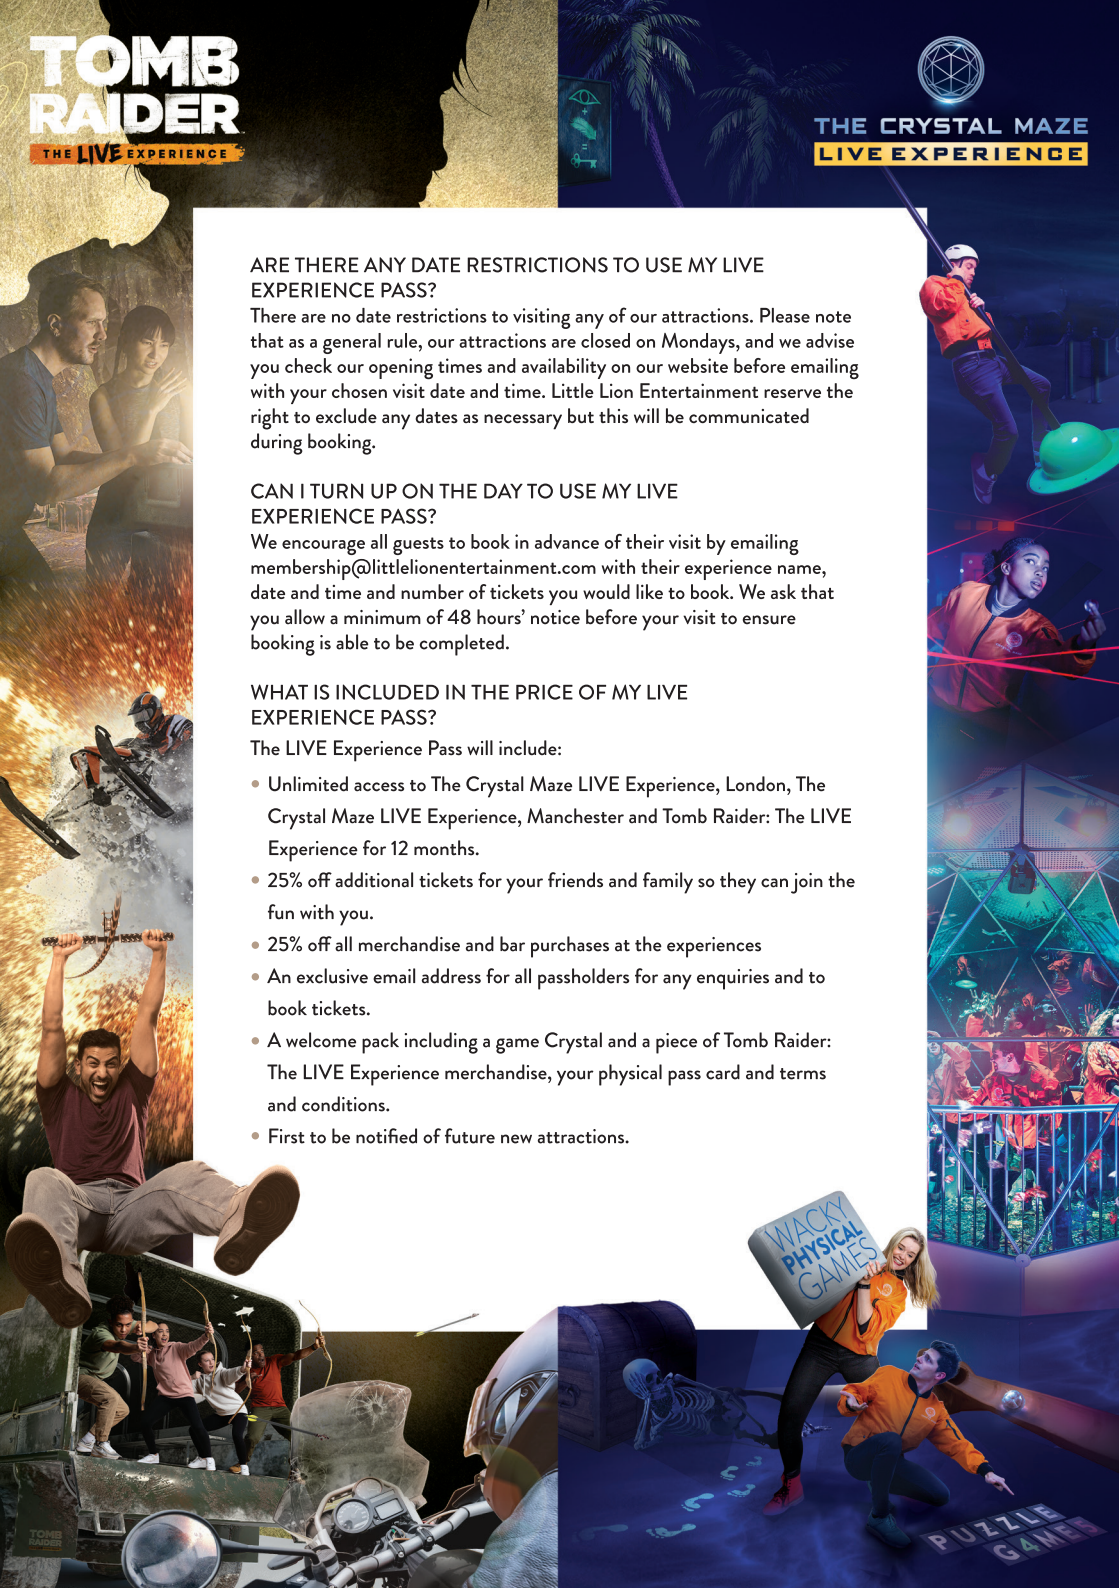 TOMB
RAIDER
THE LIVE EXPERIENCE
THE CRYSTAL MAZE
LIVE EXPERIENCE
ARE THERE ANY DATE RESTRICTIONS TO USE MY LIVE
EXPERIENCE PASS?
There are no date restrictions to visiting any of our attractions. Please note
that as a general rule, our attractions are closed on Mondays, and we advise
you check our opening times and availability on our website before emailing
with your chosen visit date and time. Little Lion Entertainment reserve the
right to exclude any dates as necessary but this will be communicated
during booking.
CAN I TURN UP ON THE DAY TO USE MY LIVE
EXPERIENCE PASS?
We encourage all guests to book in advance of their visit by emailing
membership@littlelionentertainment.com with their experience name,
date and time and number of tickets you would like to book. We ask that
you allow a minimum of 48 hours’ notice before your visit to ensure
booking is able to be completed.
WHAT IS INCLUDED IN THE PRICE OF MY LIVE
EXPERIENCE PASS?
The LIVE Experience Pass will include:
• Unlimited access to The Crystal Maze LIVE Experience, London, The
Crystal Maze LIVE Experience, Manchester and Tomb Raider: The LIVE
Experience for 12 months.
• 25% off additional tickets for your friends and family so they can join the
fun with you.
• 25% off all merchandise and bar purchases at the experiences
• An exclusive email address for all passholders for any enquiries and to
book tickets.
• A welcome pack including a game Crystal and a piece of Tomb Raider:
The LIVE Experience merchandise, your physical pass card and terms
and conditions.
• First to be notified of future new attractions.
WACKY
PHYSICAL
GAMES
TOMB
RAIDER
PUZZLE
G4MES